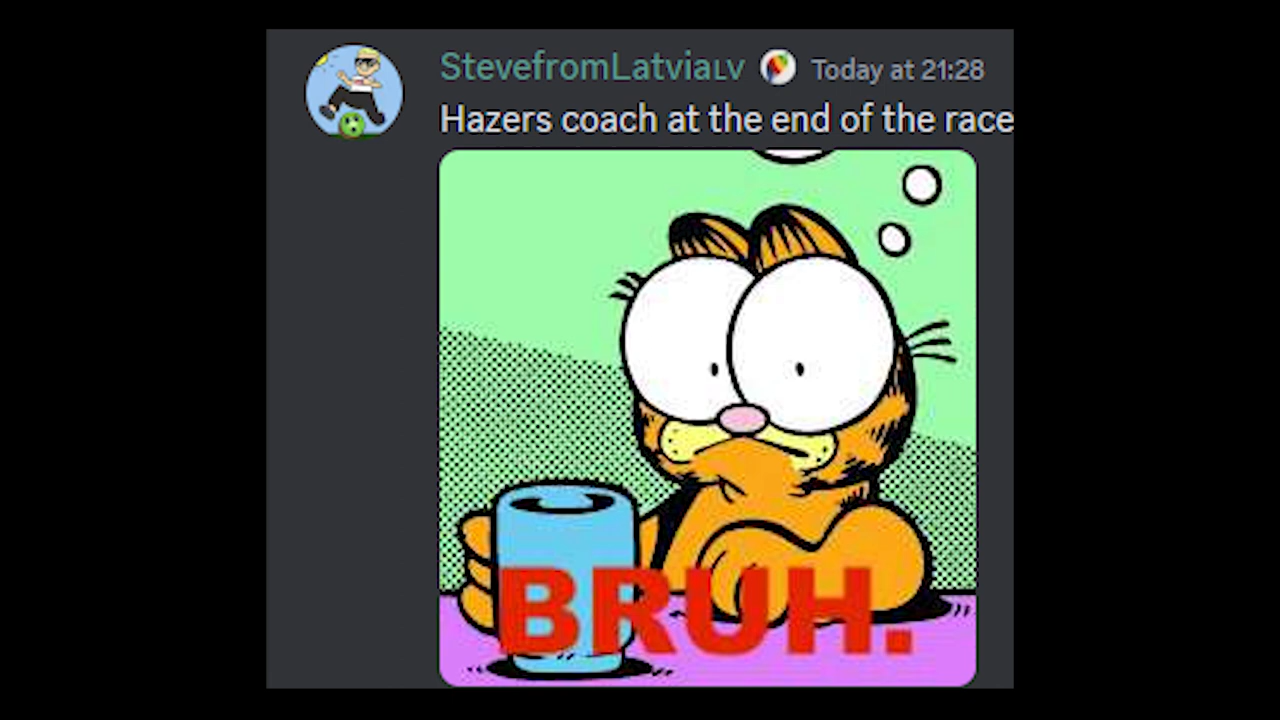 StevefromLatviaLV Today at 21:28
Hazers coach at the end of the race
BRUH.